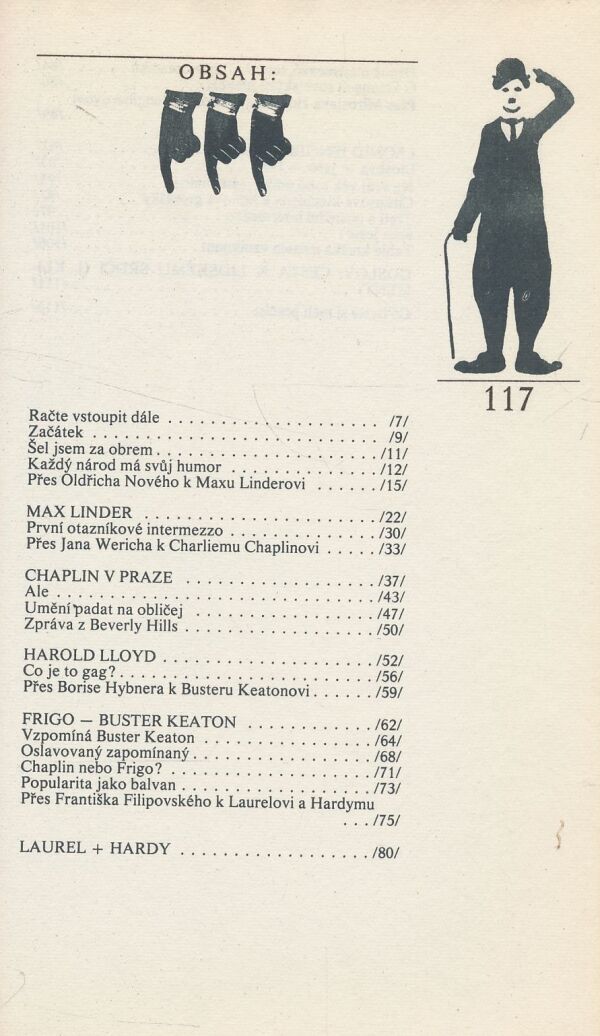 OBSAH:
117
Račte vstoupit dále . . . . . . . . . . . . . . . . . . . . . /7/
Začátek . . . . . . . . . . . . . . . . . . . . . . . . . . . . /9/
Šel jsem za obrem . . . . . . . . . . . . . . . . . . . . . /11/
Každý národ má svůj humor . . . . . . . . . . . . . . . /12/
Přes Oldřicha Nového k Maxu Linderovi . . . . . . /15/
MAX LINDER . . . . . . . . . . . . . . . . . . . . . . . /22/
První otazníkové intermezzo . . . . . . . . . . . . . . . /30/
Přes Jana Wericha k Charliemu Chaplinovi . . . . . /33/
CHAPLIN V PRAZE . . . . . . . . . . . . . . . . . . . /37/
Ale . . . . . . . . . . . . . . . . . . . . . . . . . . . . . . . . /43/
Umění padat na obličej . . . . . . . . . . . . . . . . . . /47/
Zpráva z Beverly Hills . . . . . . . . . . . . . . . . . . . /50/
HAROLD LLOYD . . . . . . . . . . . . . . . . . . . . . /52/
Co je to gag? . . . . . . . . . . . . . . . . . . . . . . . . . /56/
Přes Borise Hybnera k Busteru Keatonovi . . . . . . /59/
FRIGO — BUSTER KEATON . . . . . . . . . . . . /62/
Vzpomíná Buster Keaton . . . . . . . . . . . . . . . . . /64/
Oslavovaný zapomínaný . . . . . . . . . . . . . . . . . . /68/
Chaplin nebo Frigo? . . . . . . . . . . . . . . . . . . . . /71/
Popularita jako balvan . . . . . . . . . . . . . . . . . . . /73/
Přes Františka Filipovského k Laurelovi a Hardymu
. . . /75/
LAUREL + HARDY . . . . . . . . . . . . . . . . . . . /80/